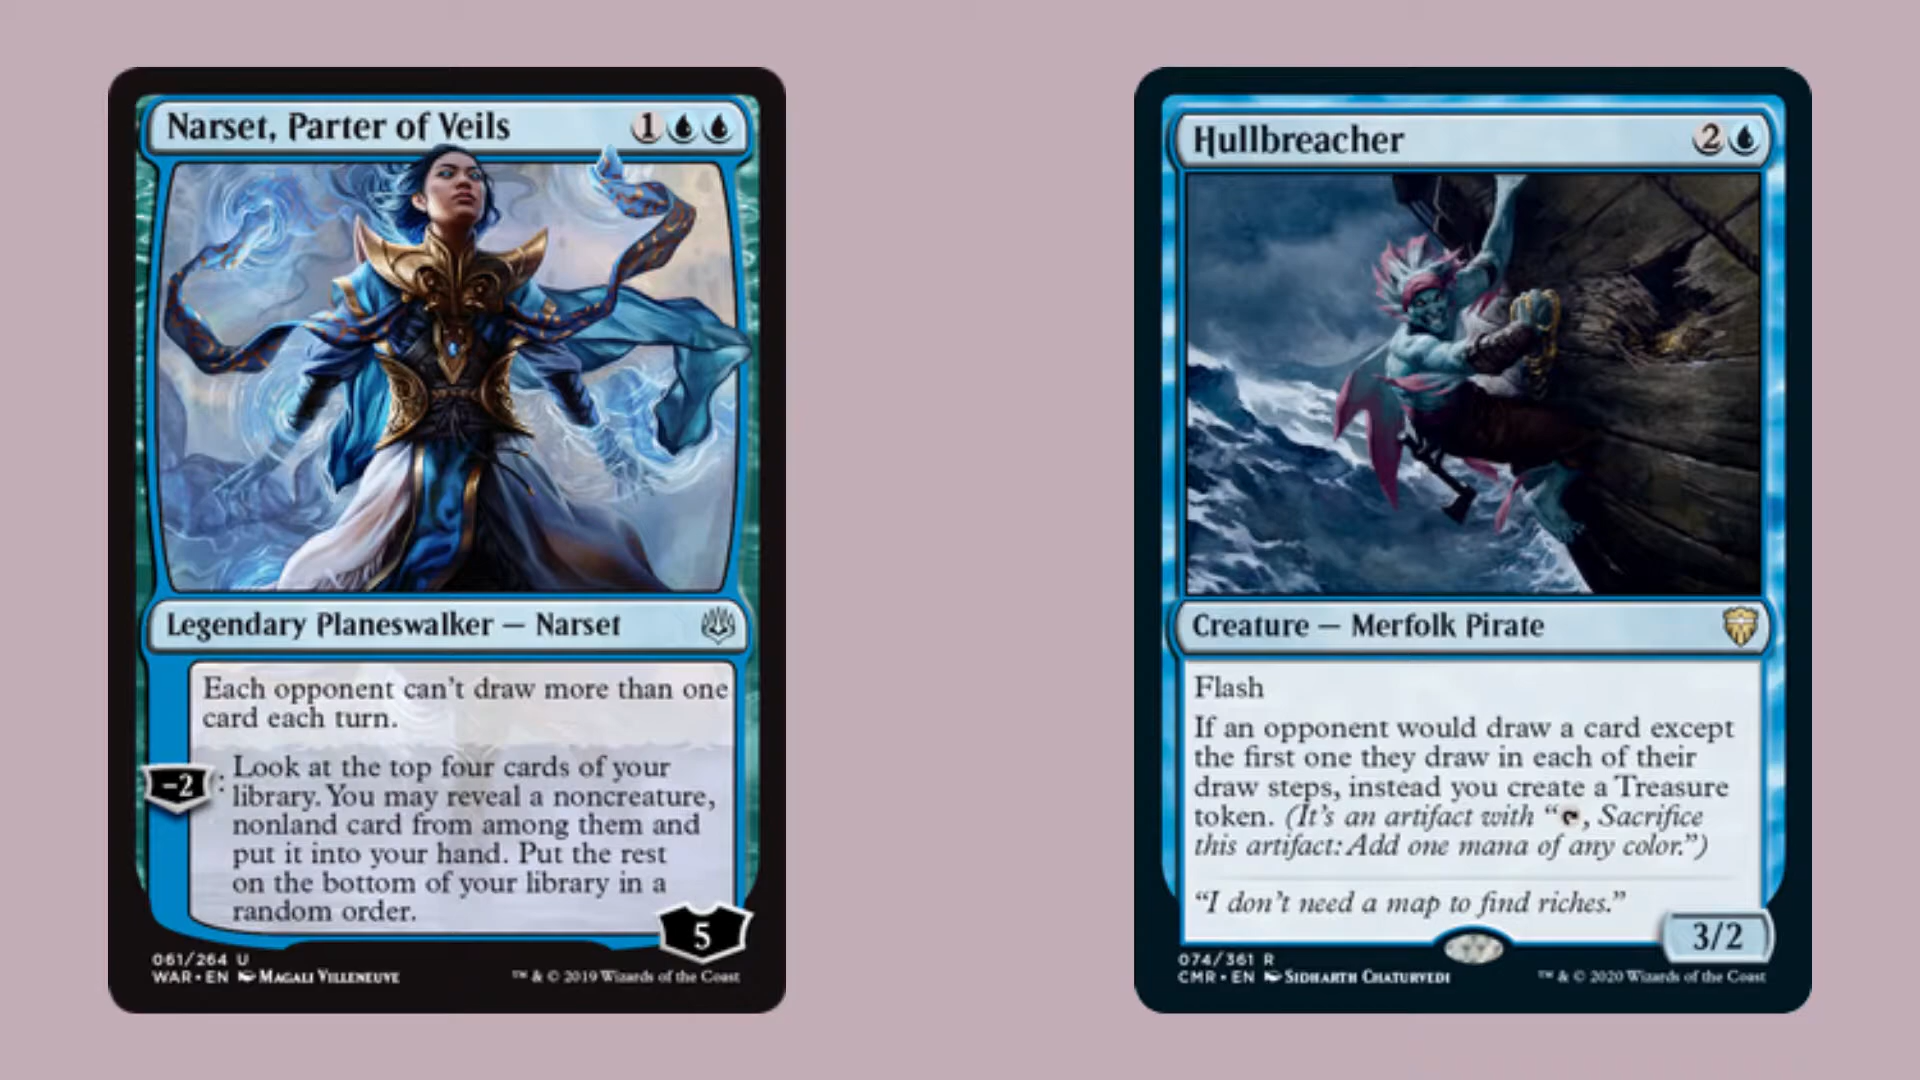 Narset, Parter of Veils 1
Legendary Planeswalker — Narset
Each opponent can't draw more than one
card each turn.
-2: Look at the top four cards of your
library. You may reveal a noncreature,
nonland card from among them and
put it into your hand. Put the rest
on the bottom of your library in a
random order.
5
061/264 U
WAR • EN Magali Villeneuve ™ & © 2019 Wizards of the Coast
Hullbreacher 2
Creature — Merfolk Pirate
Flash
If an opponent would draw a card except
the first one they draw in each of their
draw steps, instead you create a Treasure
token. (It's an artifact with “, Sacrifice
this artifact: Add one mana of any color.”)
“I don't need a map to find riches.”
3/2
074/361 R
CMR • EN Sidharth Chaturvedi ™ & © 2020 Wizards of the Coast